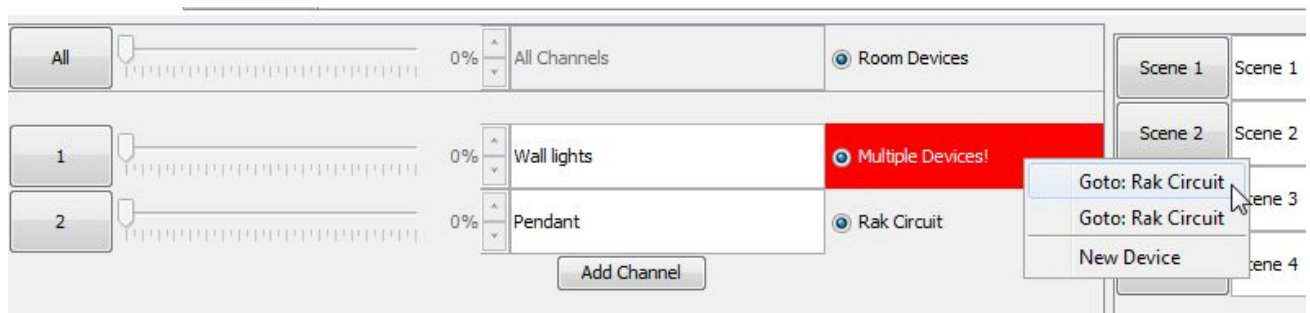 All 0% All Channels Room Devices
Scene 1 Scene 1
1 0% Wall lights Multiple Devices!
Scene 2 Scene 2
Goto: Rak Circuit
2 0% Pendant Rak Circuit
Goto: Rak Circuit
New Device
Add Channel